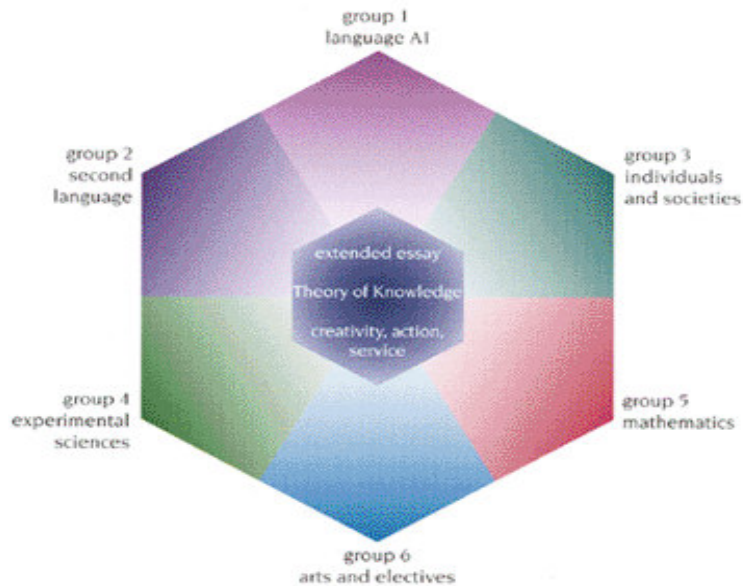 group 1
language A1
group 2
second
language
group 3
individuals
and societies
extended essay
Theory of Knowledge
creativity, action,
service
group 4
experimental
sciences
group 5
mathematics
group 6
arts and electives